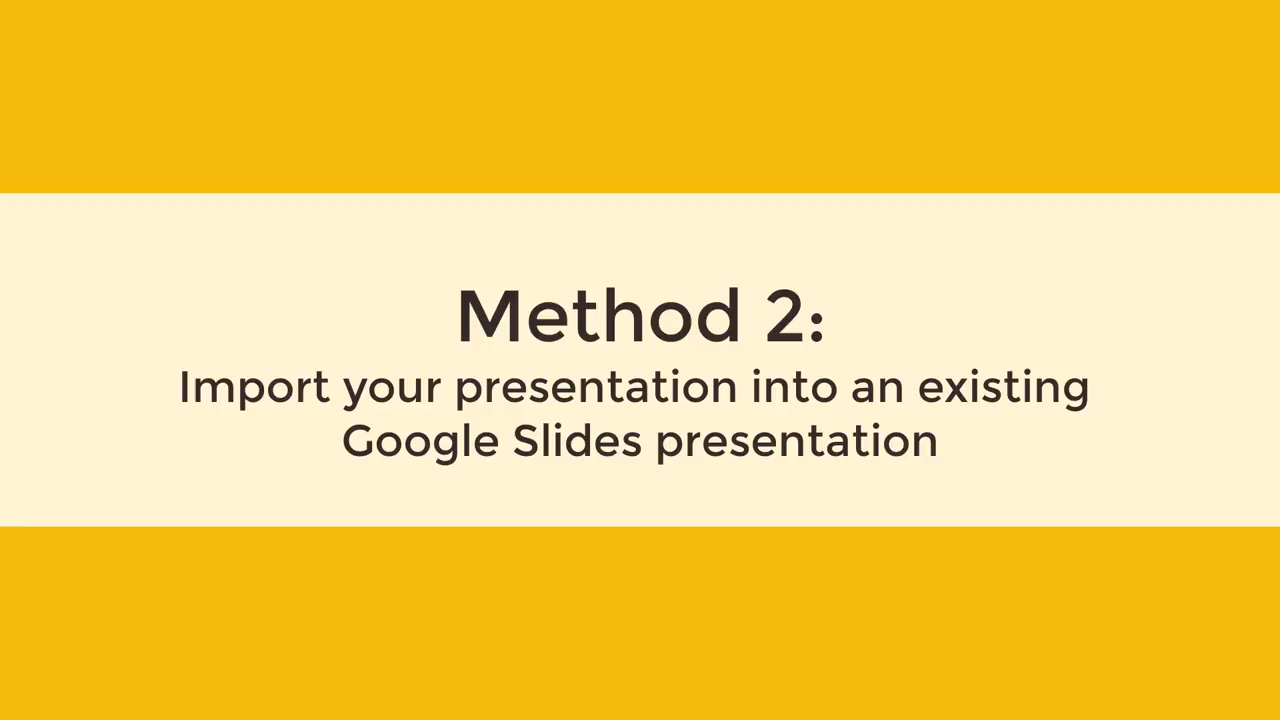 Method 2:
Import your presentation into an existing
Google Slides presentation